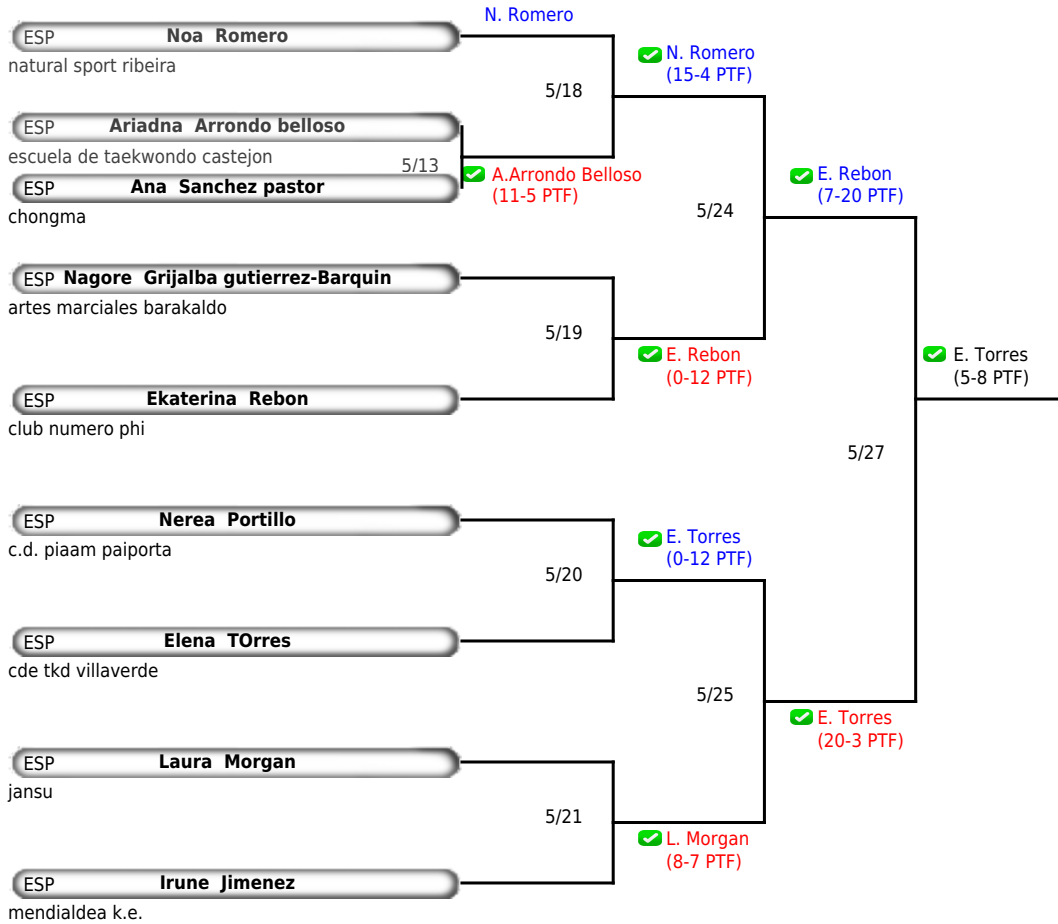 N. Romero
ESP Noa Romero
natural sport ribeira
N. Romero
(15-4 PTF)
5/18
ESP Ariadna Arrondo belloso
escuela de taekwondo castejon
5/13
A.Arrondo Belloso
(11-5 PTF)
ESP Ana Sanchez pastor
chongma
E. Rebon
(7-20 PTF)
5/24
ESP Nagore Grijalba gutierrez-Barquin
artes marciales barakaldo
5/19
E. Rebon
(0-12 PTF)
E. Torres
(5-8 PTF)
ESP Ekaterina Rebon
club numero phi
5/27
ESP Nerea Portillo
c.d. piaam paiporta
E. Torres
(0-12 PTF)
5/20
ESP Elena TOrres
cde tkd villaverde
5/25
E. Torres
(20-3 PTF)
ESP Laura Morgan
jansu
5/21
L. Morgan
(8-7 PTF)
ESP Irune Jimenez
mendialdea k.e.